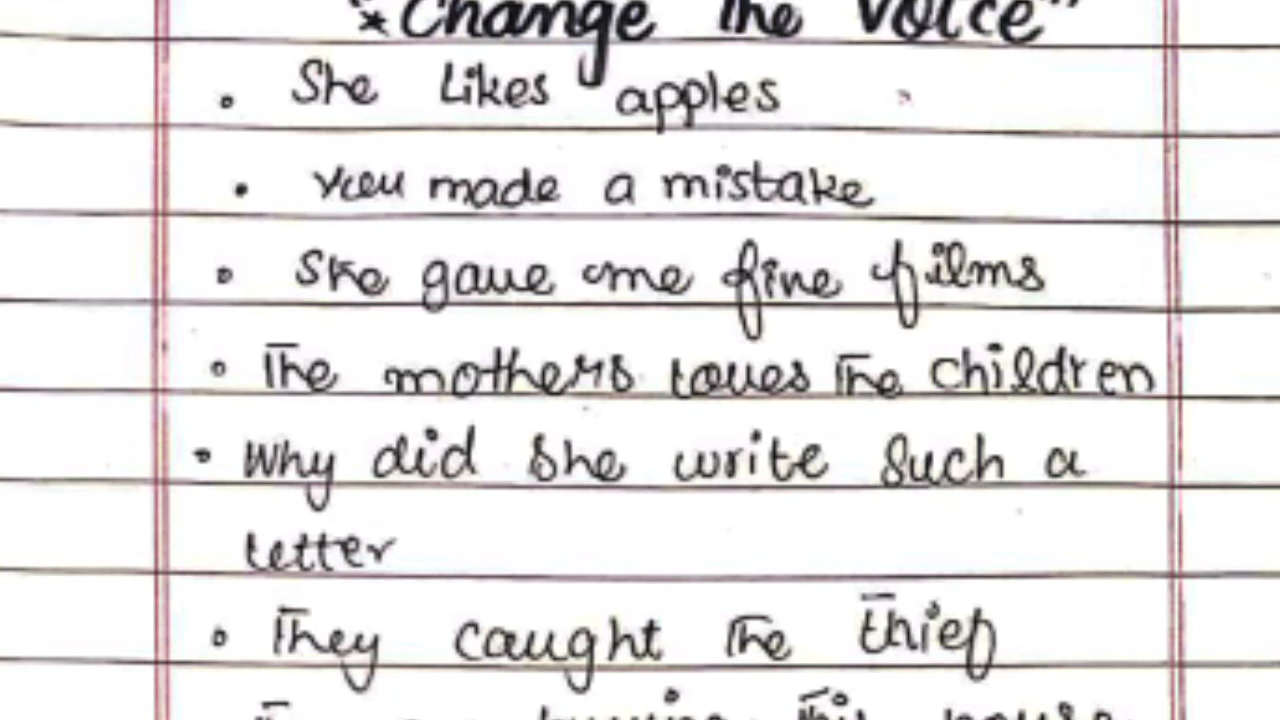 "*Change The Voice"
• She likes apples
• You made a mistake
• She gave me fine films
• The mothers loves The children
• Why did she write such a
letter
• They caught The thief